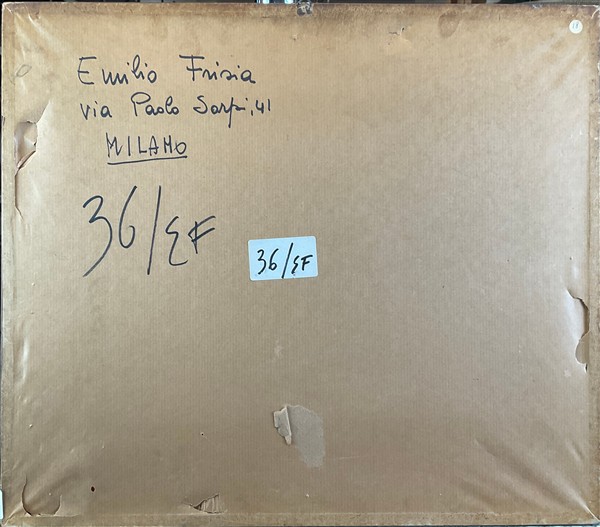 Emilio Frisia
via Paolo Sarpi, 41
MILANO
36/EF
36/EF